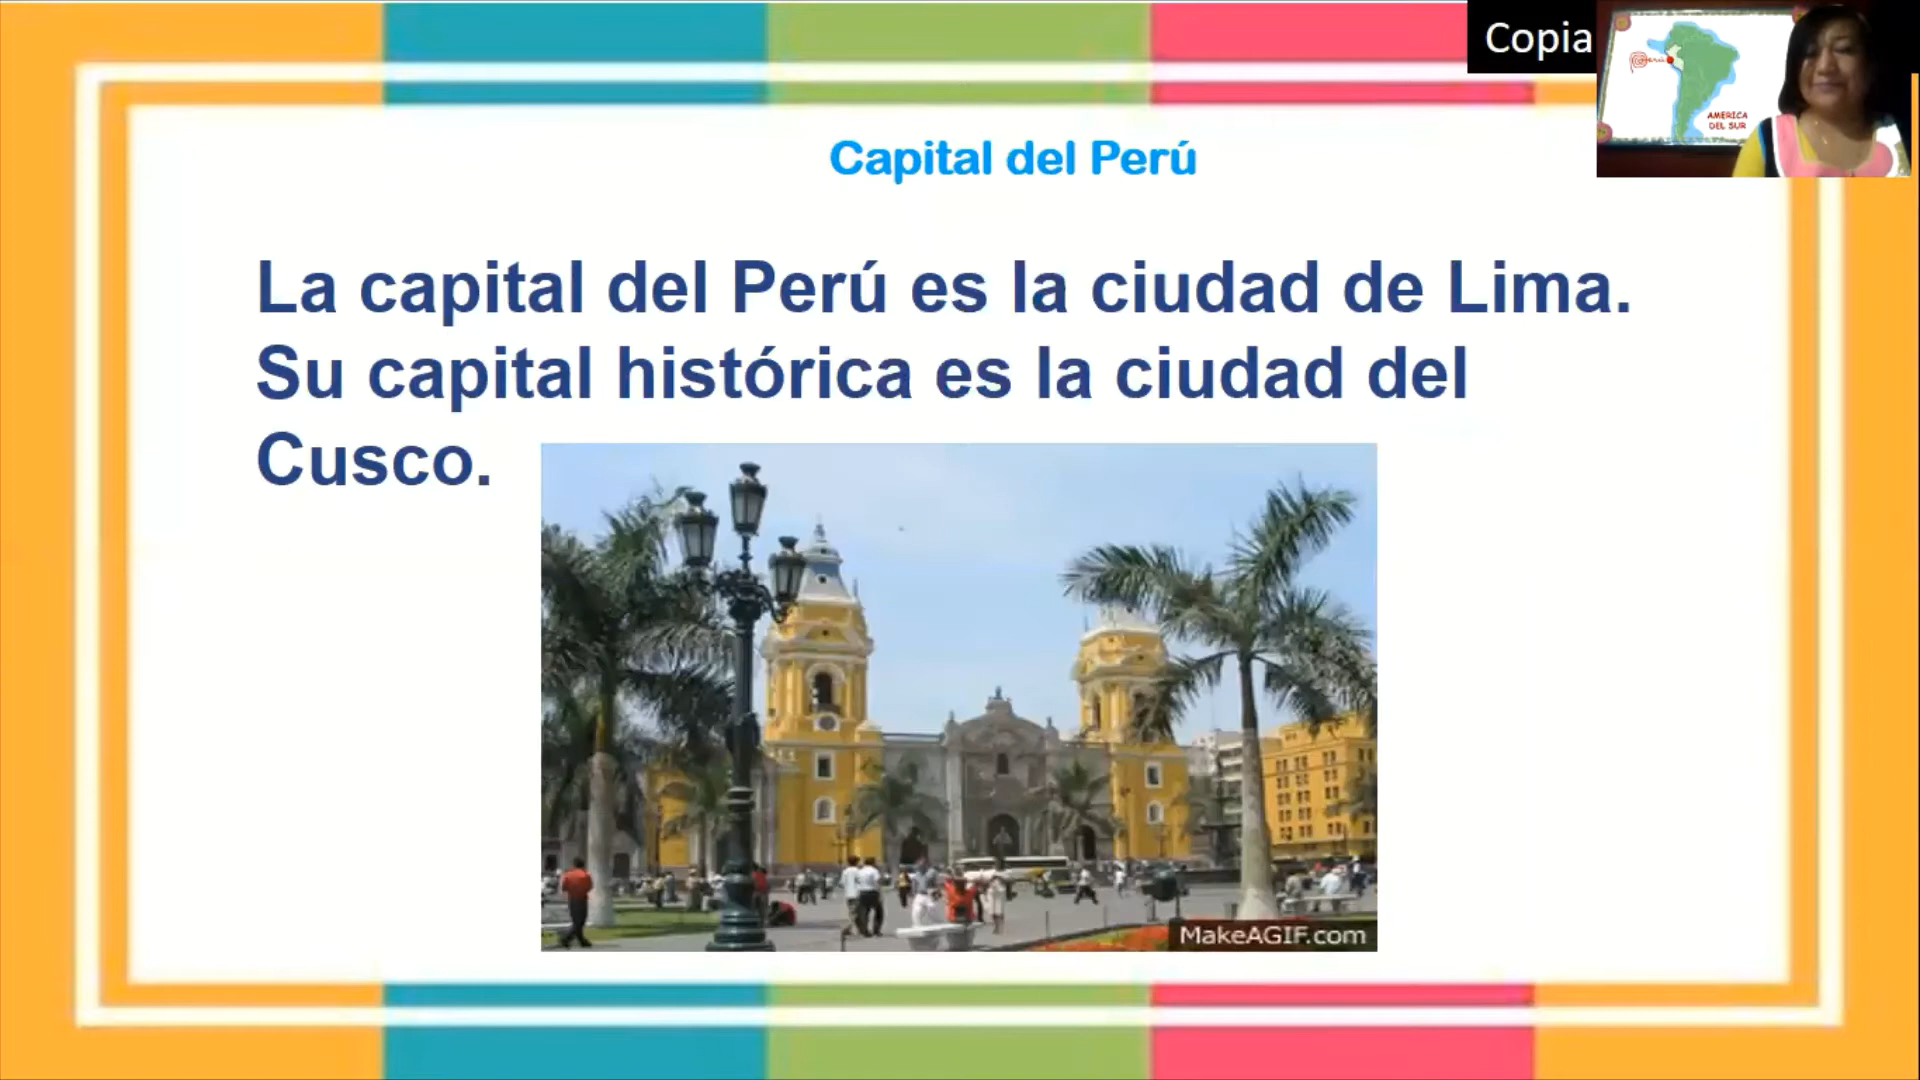 Copia
Perú
AMERICA
DEL SUR
Capital del Perú
La capital del Perú es la ciudad de Lima.
Su capital histórica es la ciudad del
Cusco.
MakeAGIF.com